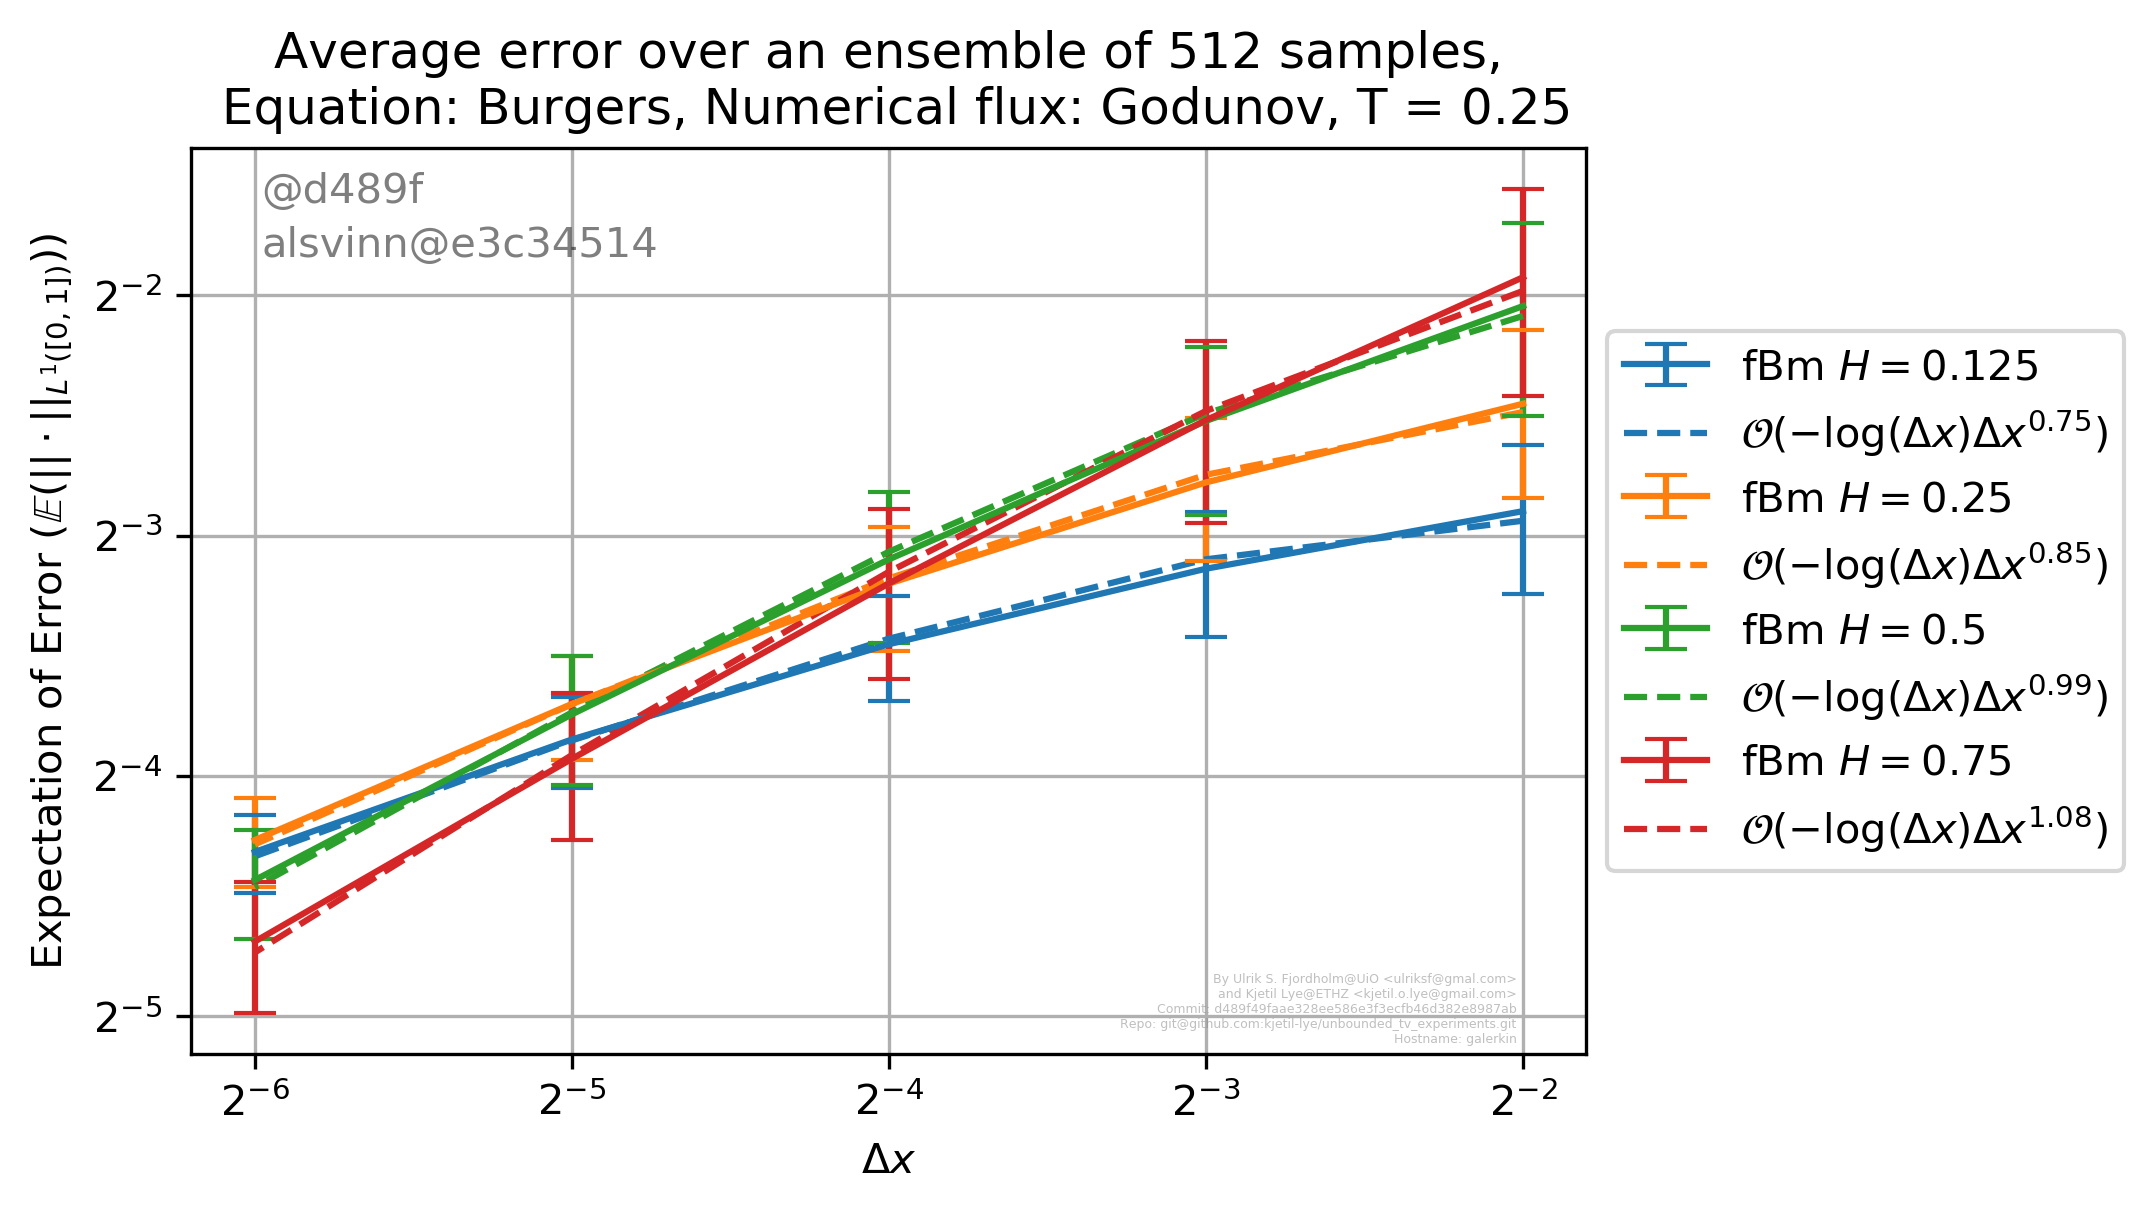 Average error over an ensemble of 512 samples,
Equation: Burgers, Numerical flux: Godunov, T = 0.25
@d489f
alsvinn@e3c34514
Expectation of Error (𝔼(||·||_{L^1([0,1])}))
2^{-2}
2^{-3}
2^{-4}
2^{-5}
By Ulrik S. Fjordholm@UiO <ulriksf@gmal.com>
and Kjetil Lye@ETHZ <kjetil.o.lye@gmail.com>
Commit: d489f49faae328ee586e3f3ecfb46d382e8987ab
Repo: git@github.com:kjetil-lye/unbounded_tv_experiments.git
Hostname: galerkin
2^{-6} 2^{-5} 2^{-4} 2^{-3} 2^{-2}
Δx
fBm H = 0.125
𝒪(−log(Δx)Δx^{0.75})
fBm H = 0.25
𝒪(−log(Δx)Δx^{0.85})
fBm H = 0.5
𝒪(−log(Δx)Δx^{0.99})
fBm H = 0.75
𝒪(−log(Δx)Δx^{1.08})